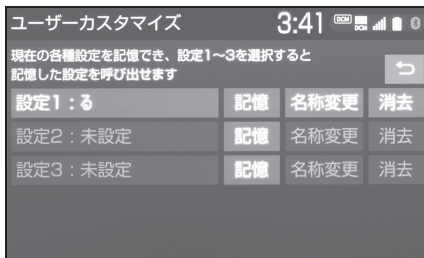 ユーザーカスタマイズ 3:41
現在の各種設定を記憶でき、設定1～3を選択すると
記憶した設定を呼び出せます
設定1：る 記憶 名称変更 消去
設定2：未設定 記憶 名称変更 消去
設定3：未設定 記憶 名称変更 消去